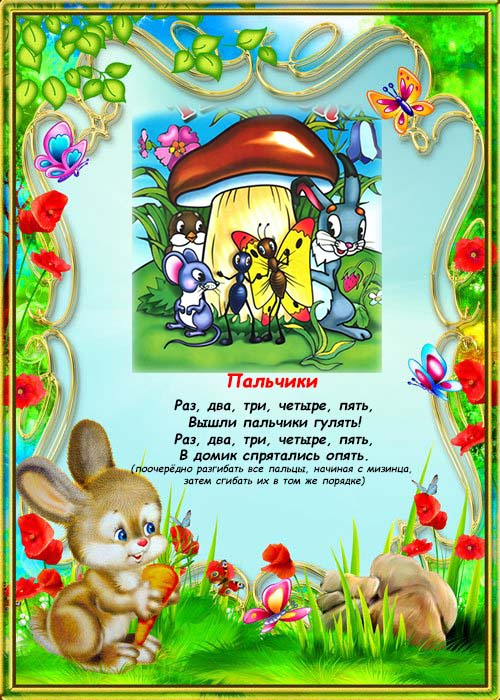 Пальчики
Раз, два, три, четыре, пять,
Вышли пальчики гулять!
Раз, два, три, четыре, пять,
В домик спрятались опять.
(поочерёдно разгибать все пальцы, начиная с мизинца,
затем сгибать их в том же порядке)